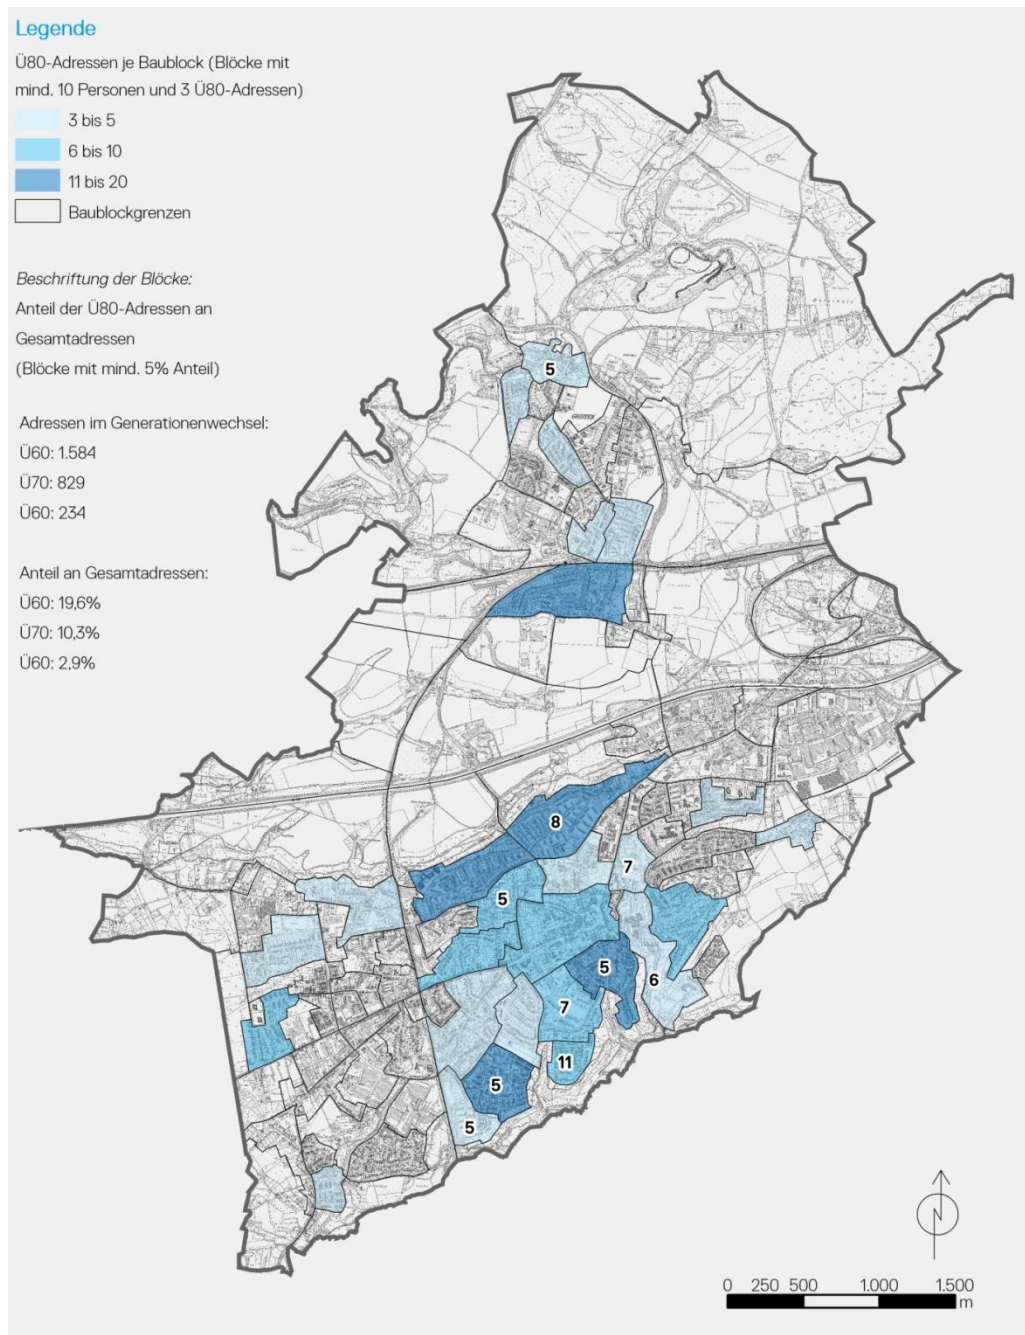 Legende
Ü80-Adressen je Baublock (Blöcke mit
mind. 10 Personen und 3 Ü80-Adressen)
3 bis 5
6 bis 10
11 bis 20
Baublockgrenzen
Beschriftung der Blöcke:
Anteil der Ü80-Adressen an
Gesamtadressen
(Blöcke mit mind. 5% Anteil)
Adressen im Generationenwechsel:
Ü60: 1.584
Ü70: 829
Ü60: 234
Anteil an Gesamtadressen:
Ü60: 19,6%
Ü70: 10,3%
Ü60: 2,9%
5
8
7
5
5
6
7
11
5
5
0 250 500 1.000 1.500
m